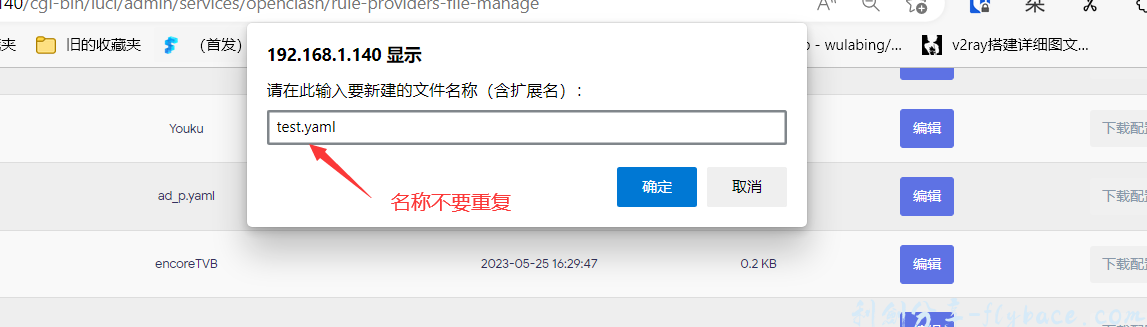 140/cgi-bin/luci/admin/services/openclash/rule-providers-file-manage
夹
旧的收藏夹
(首发)
- wulabing/...
v2ray搭建详细图文...
192.168.1.140 显示
请在此输入要新建的文件名称（含扩展名）:
test.yaml
确定
取消
名称不要重复
Youku
编辑
下载配
ad_p.yaml
编辑
下载配
encoreTVB
2023-05-25 16:29:47
0.2 KB
编辑
下载配